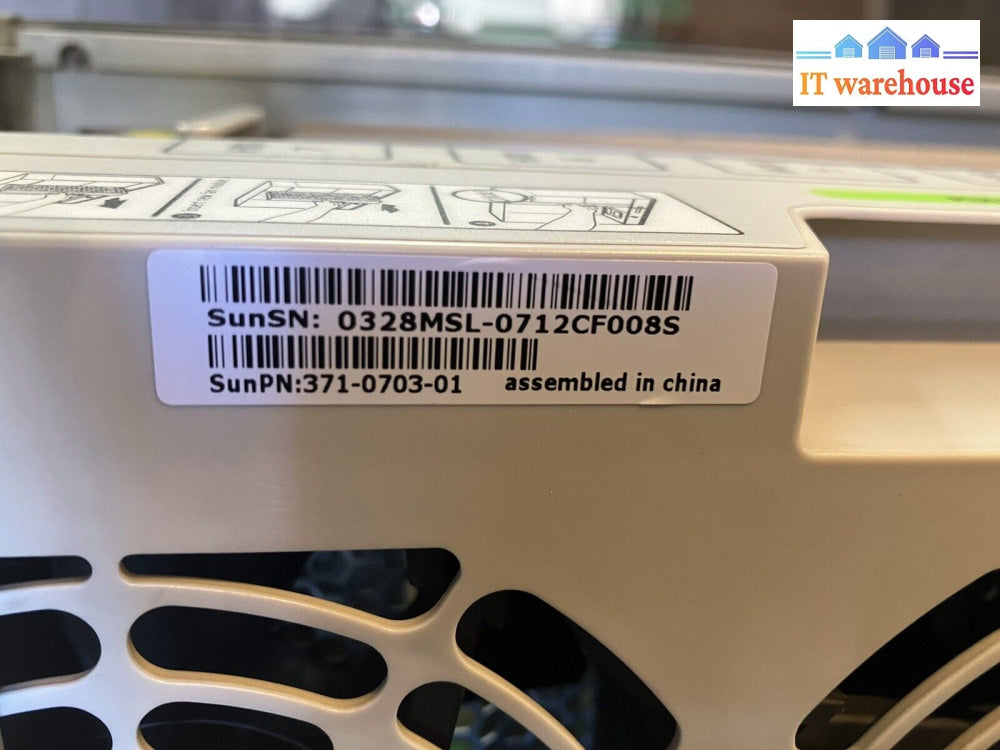 IT warehouse
SunSN: 0328MSL-0712CF008S
SunPN:371-0703-01 assembled in china